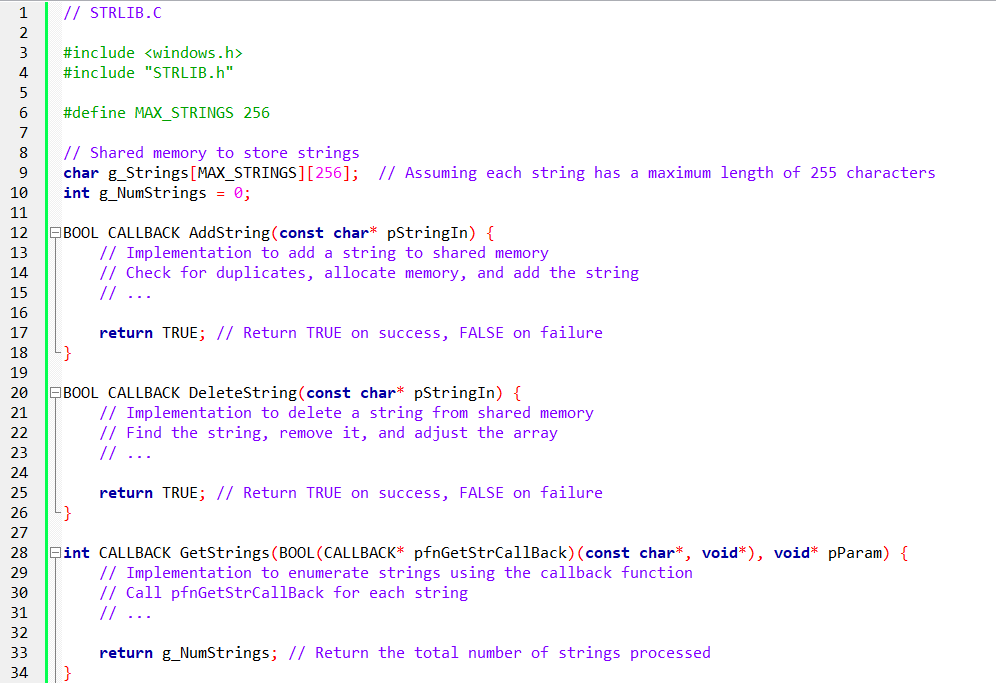 1 // STRLIB.C
2
3 #include <windows.h>
4 #include "STRLIB.h"
5
6 #define MAX_STRINGS 256
7
8 // Shared memory to store strings
9 char g_Strings[MAX_STRINGS][256];  // Assuming each string has a maximum length of 255 characters
10 int g_NumStrings = 0;
11
12 BOOL CALLBACK AddString(const char* pStringIn) {
13     // Implementation to add a string to shared memory
14     // Check for duplicates, allocate memory, and add the string
15     // ...
16
17     return TRUE; // Return TRUE on success, FALSE on failure
18 }
19
20 BOOL CALLBACK DeleteString(const char* pStringIn) {
21     // Implementation to delete a string from shared memory
22     // Find the string, remove it, and adjust the array
23     // ...
24
25     return TRUE; // Return TRUE on success, FALSE on failure
26 }
27
28 int CALLBACK GetStrings(BOOL(CALLBACK* pfnGetStrCallBack)(const char*, void*), void* pParam) {
29     // Implementation to enumerate strings using the callback function
30     // Call pfnGetStrCallBack for each string
31     // ...
32
33     return g_NumStrings; // Return the total number of strings processed
34 }